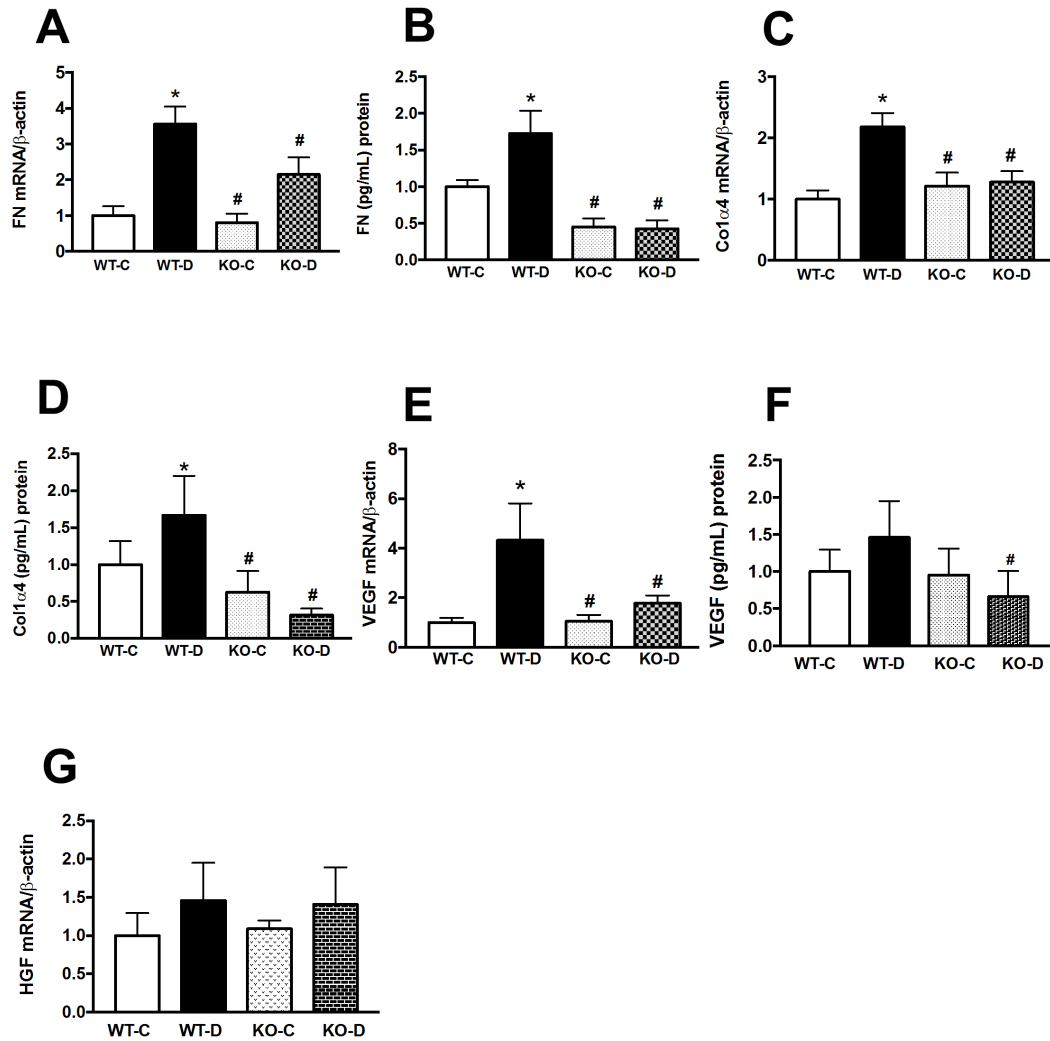 A
FN mRNA/β-actin
5
4
3
2
1
0
*
#
#
WT-C WT-D KO-C KO-D
B
FN (pg/mL) protein
2.5
2.0
1.5
1.0
0.5
0.0
*
#
#
WT-C WT-D KO-C KO-D
C
Co1α4 mRNA/β-actin
3
2
1
0
*
#
#
WT-C WT-D KO-C KO-D
D
Col1α4 (pg/mL) protein
2.5
2.0
1.5
1.0
0.5
0.0
*
#
#
WT-C WT-D KO-C KO-D
E
VEGF mRNA/β-actin
8
6
4
2
0
*
#
#
WT-C WT-D KO-C KO-D
F
VEGF (pg/mL) protein
2.5
2.0
1.5
1.0
0.5
0.0
#
WT-C WT-D KO-C KO-D
G
HGF mRNA/β-actin
2.5
2.0
1.5
1.0
0.5
0.0
WT-C WT-D KO-C KO-D